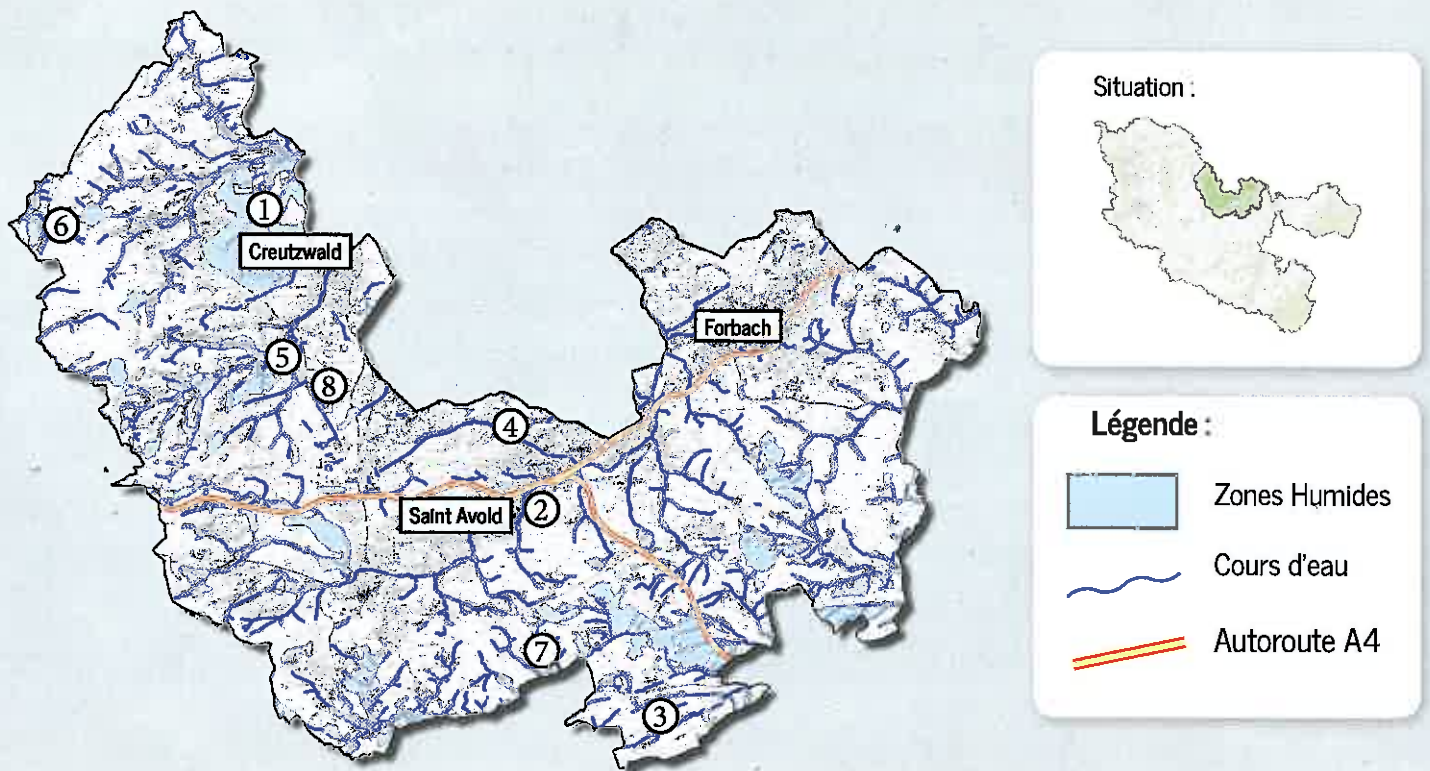 ①
⑥
Creutzwald
Forbach
⑤
⑧
④
Saint Avold
②
⑦
③
Situation :
Légende :
Zones Humides
Cours d'eau
Autoroute A4